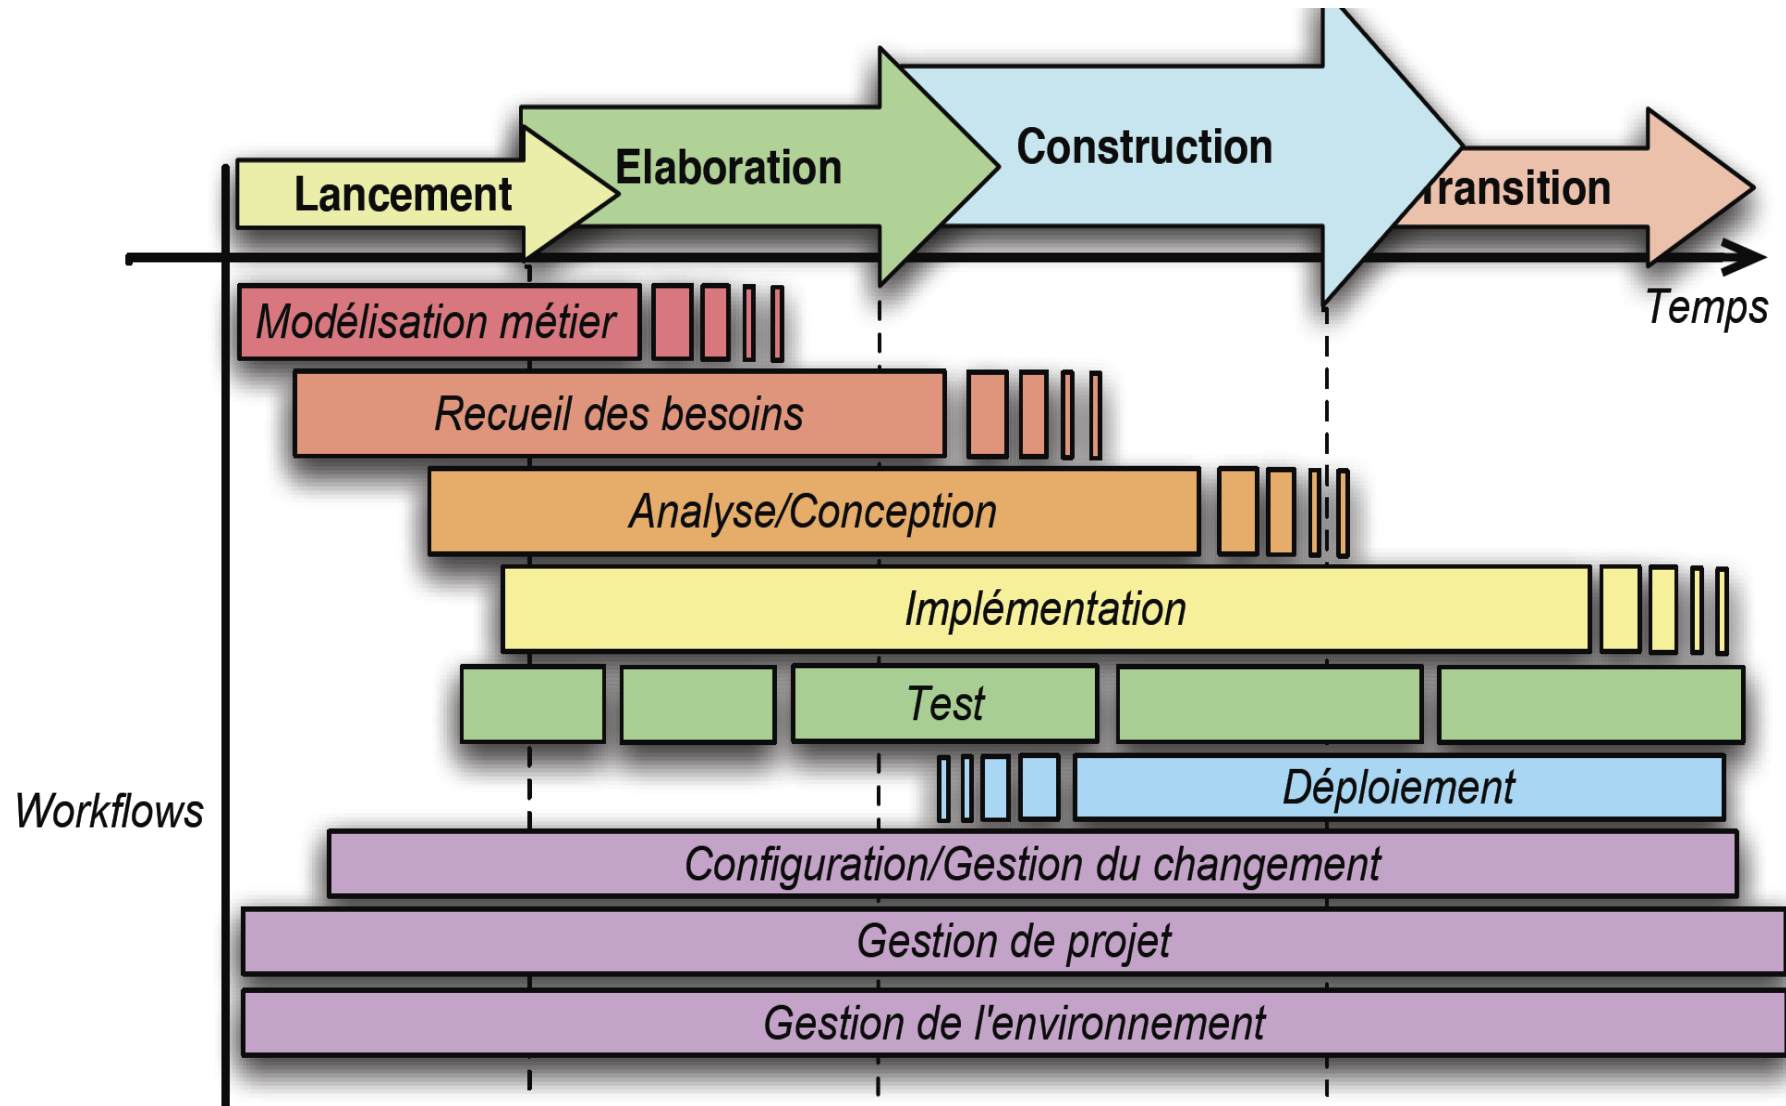 Lancement
Elaboration
Construction
Transition
Temps
Modélisation métier
Recueil des besoins
Analyse/Conception
Implémentation
Test
Déploiement
Workflows
Configuration/Gestion du changement
Gestion de projet
Gestion de l'environnement